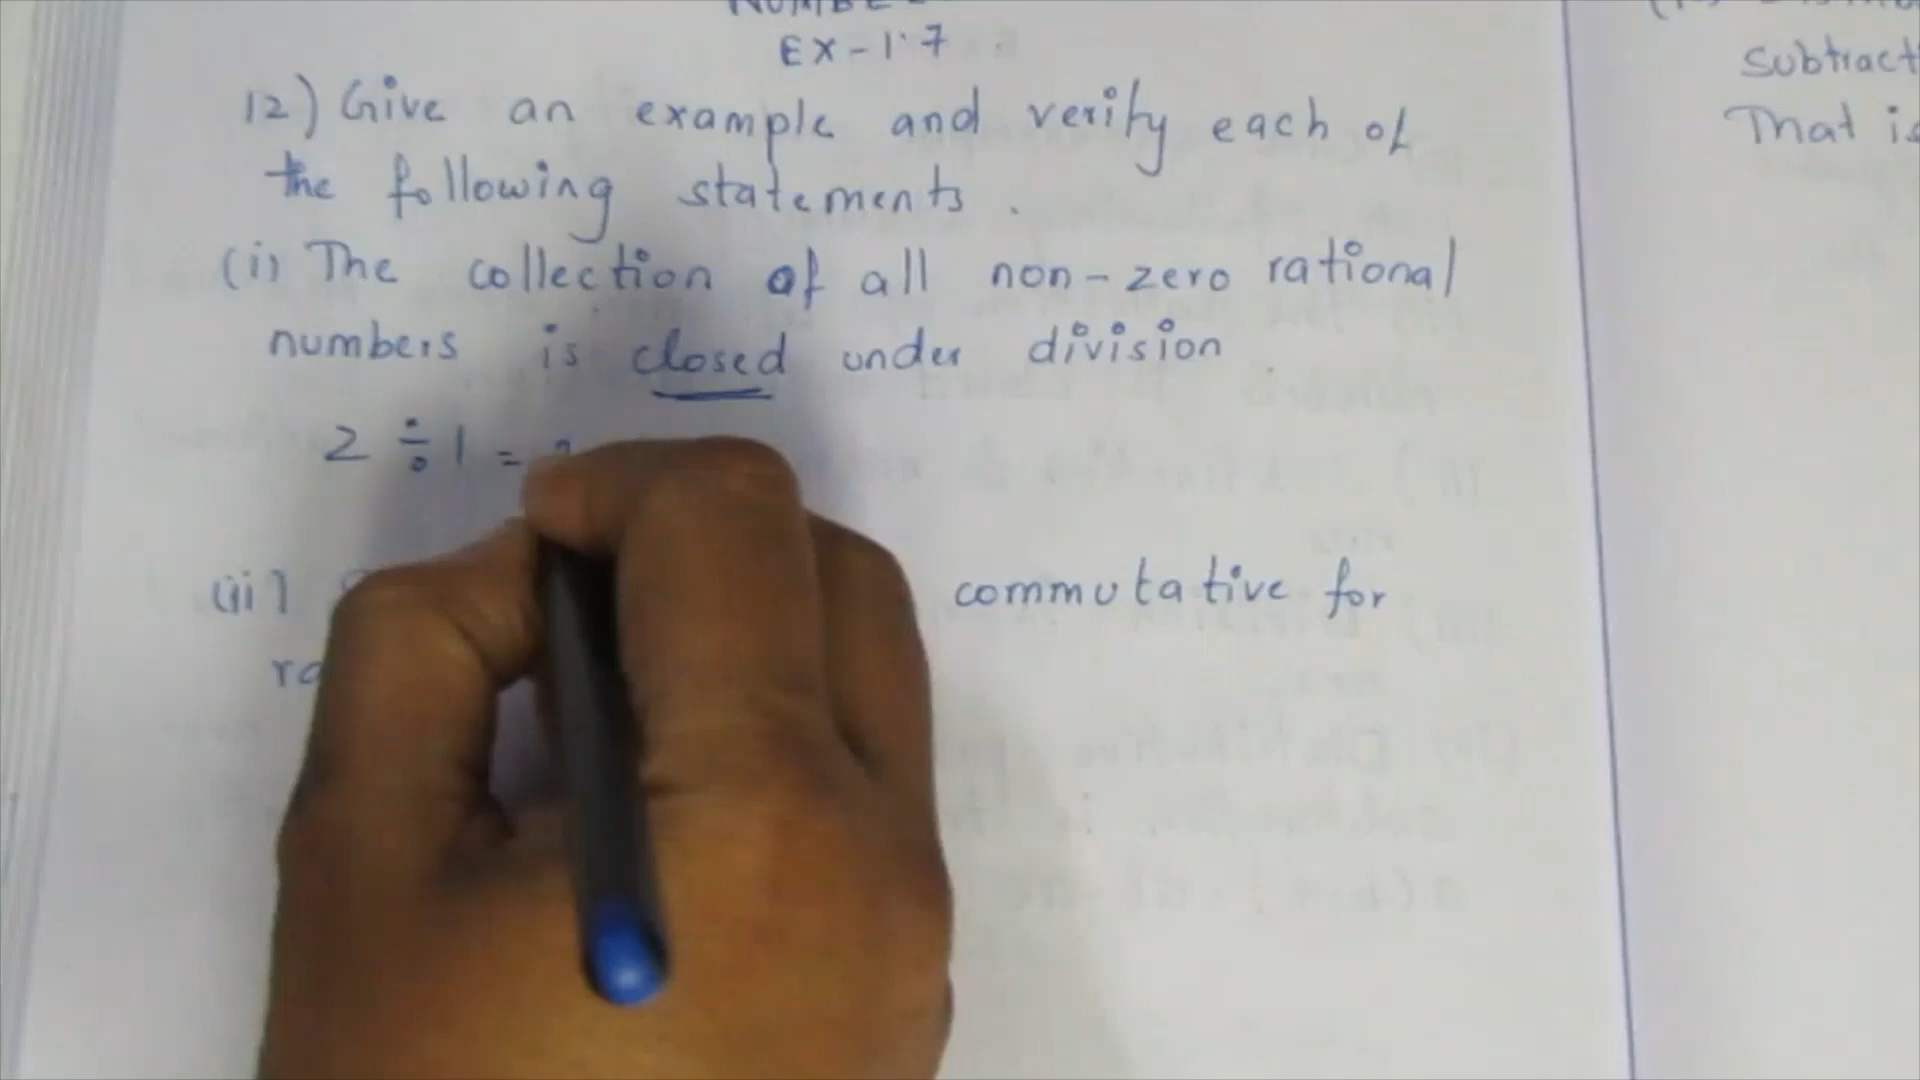 EX-1.7
12) Give an example and verify each of
the following statements.
(i) The collection of all non-zero rational
numbers is closed under division
2 ÷ 1 =
(ii) commutative for
subtract
That is